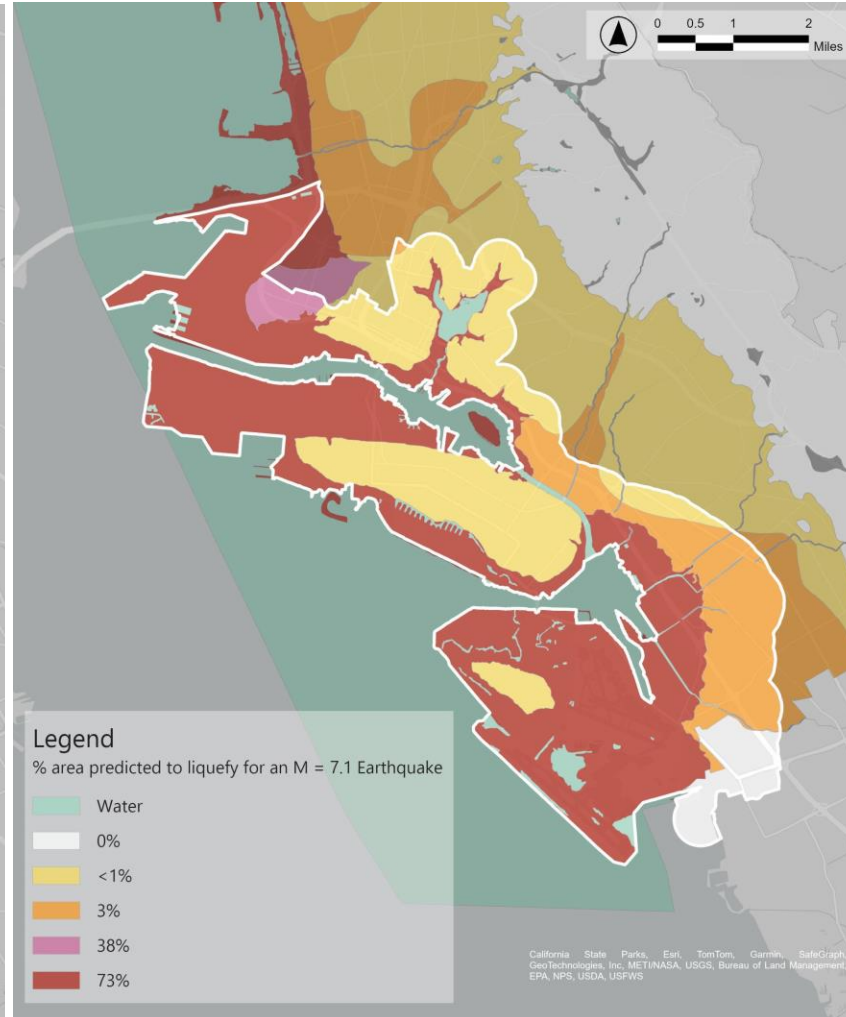 0 0.5 1 2
Miles
Legend
% area predicted to liquefy for an M = 7.1 Earthquake
Water
0%
<1%
3%
38%
73%
California State Parks, Esri, TomTom, Garmin, SafeGraph,
GeoTechnologies, Inc, METI/NASA, USGS, Bureau of Land Management,
EPA, NPS, USDA, USFWS